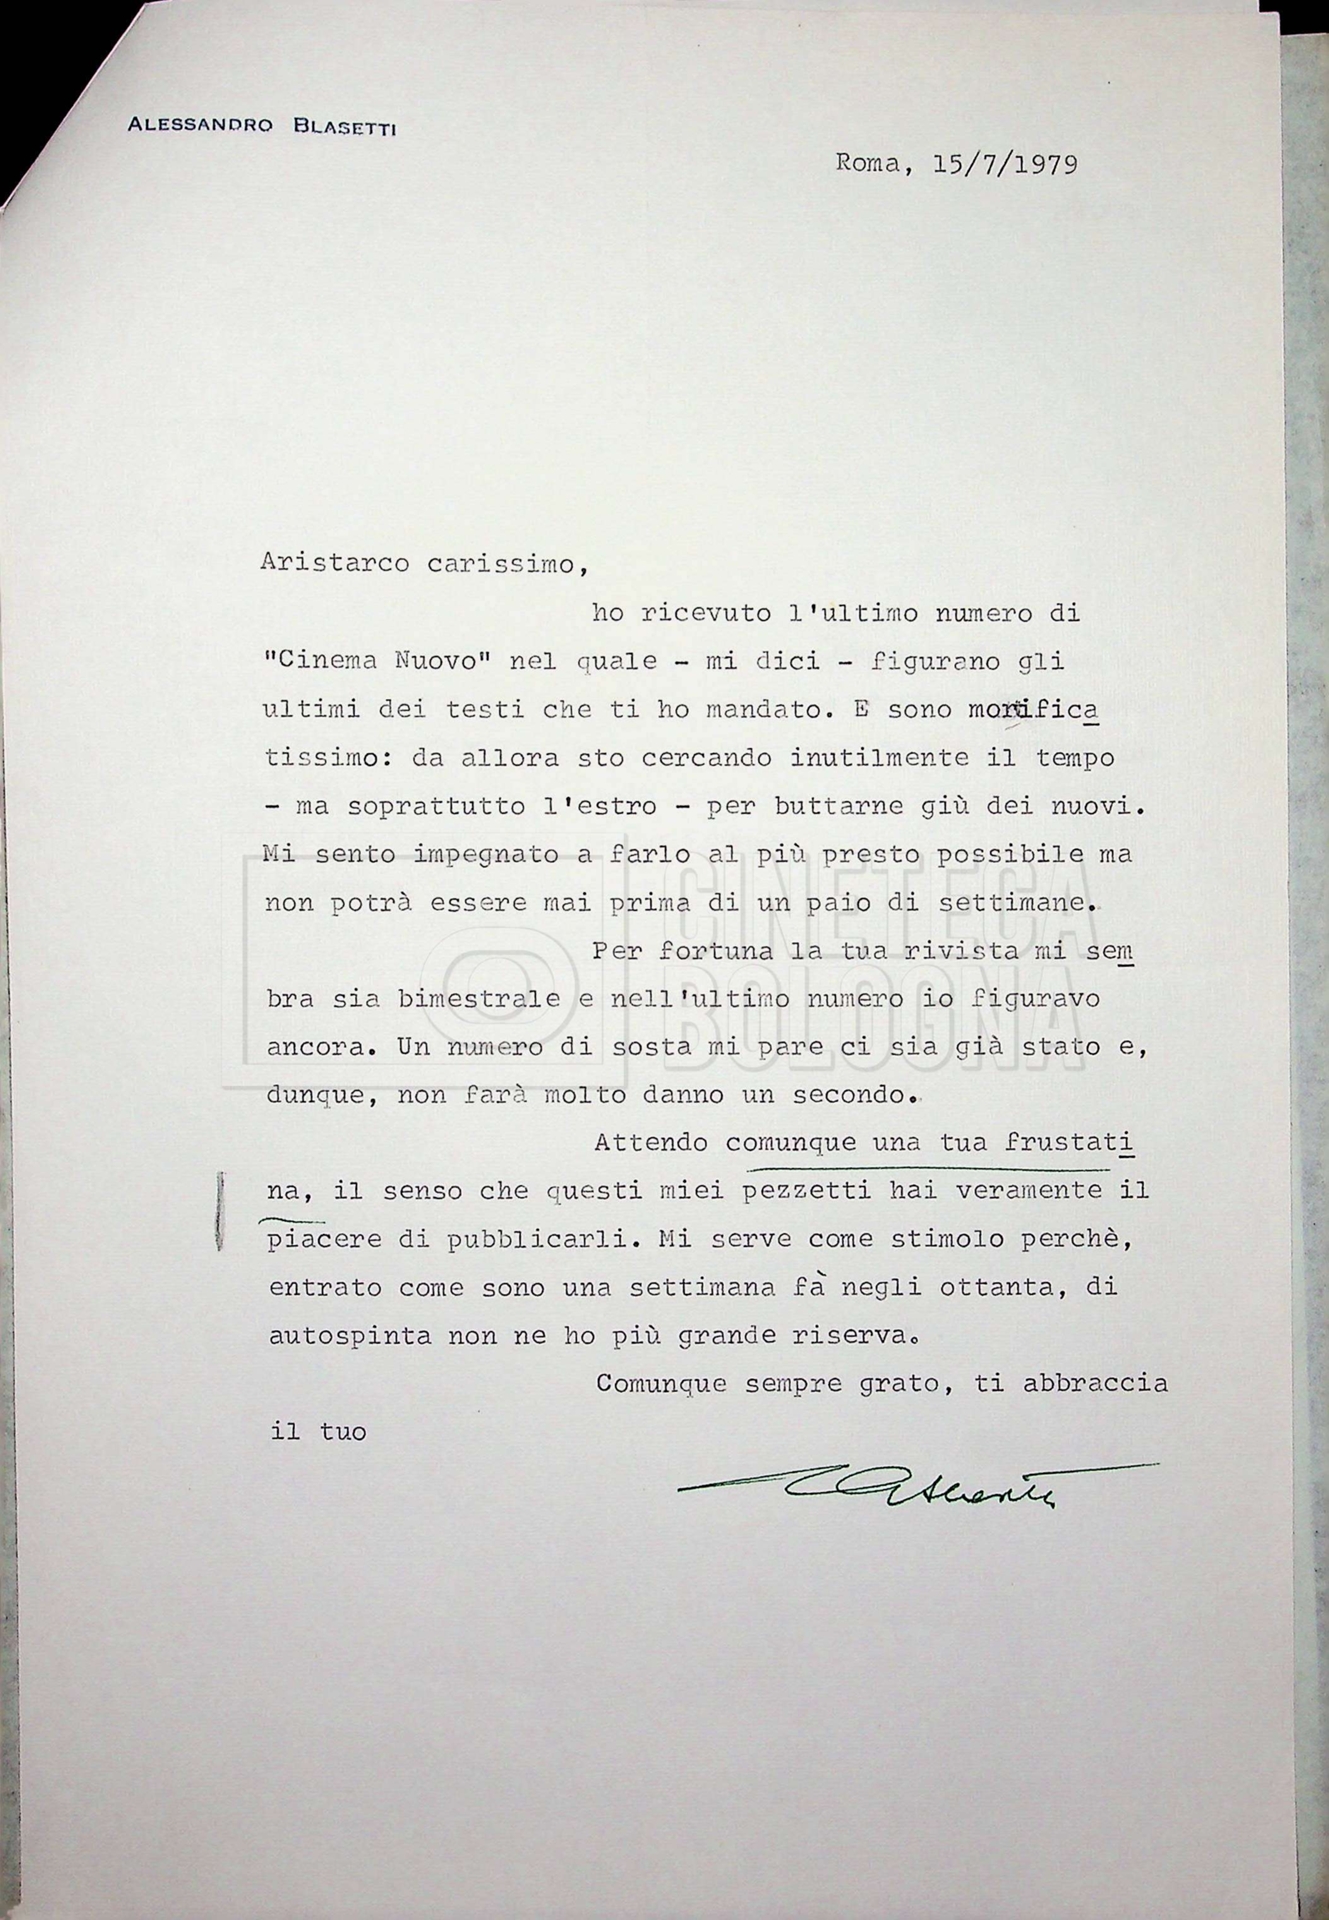 ALESSANDRO BLASETTI
Roma, 15/7/1979
Aristarco carissimo,
ho ricevuto l'ultimo numero di
"Cinema Nuovo" nel quale - mi dici - figurano gli
ultimi dei testi che ti ho mandato. E sono mortifica
tissimo: da allora sto cercando inutilmente il tempo
- ma soprattutto l'estro - per buttarne giù dei nuovi.
Mi sento impegnato a farlo al più presto possibile ma
non potrà essere mai prima di un paio di settimane.
Per fortuna la tua rivista mi sem
bra sia bimestrale e nell'ultimo numero io figuravo
ancora. Un numero di sosta mi pare ci sia già stato e,
dunque, non farà molto danno un secondo.
Attendo comunque una tua frustati
na, il senso che questi miei pezzetti hai veramente il
piacere di pubblicarli. Mi serve come stimolo perchè,
entrato come sono una settimana fà negli ottanta, di
autospinta non ne ho più grande riserva.
Comunque sempre grato, ti abbraccia
il tuo
Blasetti
CINETECA
BOLOGNA